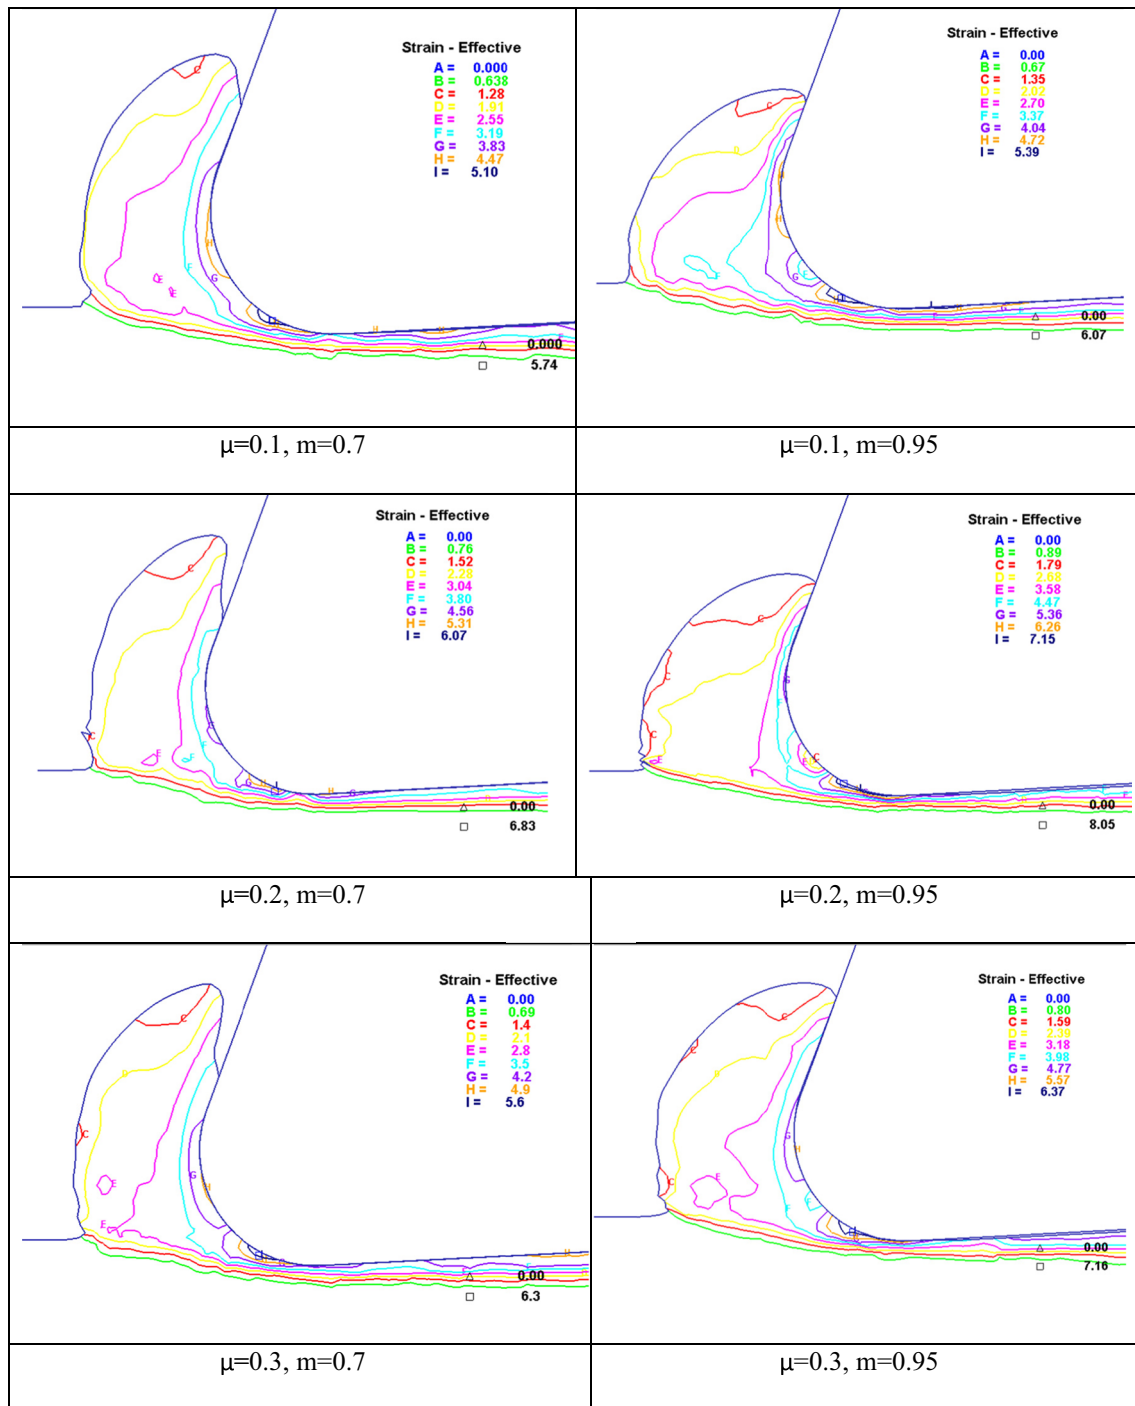 Strain - Effective
A = 0.000
B = 0.638
C = 1.28
D = 1.91
E = 2.55
F = 3.19
G = 3.83
H = 4.47
I = 5.10
C
E
E
F
H
G
H
H
0.000
5.74
μ=0.1, m=0.7
Strain - Effective
A = 0.00
B = 0.67
C = 1.35
D = 2.02
E = 2.70
F = 3.37
G = 4.04
H = 4.72
I = 5.39
C
D
H
H
F
G
F
H
I
I
G
0.00
6.07
μ=0.1, m=0.95
Strain - Effective
A = 0.00
B = 0.76
C = 1.52
D = 2.28
E = 3.04
F = 3.80
G = 4.56
H = 5.31
I = 6.07
C
C
E
F
F
G
G
H
I
H
G
0.00
6.83
μ=0.2, m=0.7
Strain - Effective
A = 0.00
B = 0.89
C = 1.79
D = 2.68
E = 3.58
F = 4.47
G = 5.36
H = 6.26
I = 7.15
C
C
C
E
G
F
C
E
I
0.00
8.05
μ=0.2, m=0.95
Strain - Effective
A = 0.00
B = 0.69
C = 1.4
D = 2.1
E = 2.8
F = 3.5
G = 4.2
H = 4.9
I = 5.6
C
D
C
E
E
G
H
G
H
0.00
6.3
μ=0.3, m=0.7
Strain - Effective
A = 0.00
B = 0.80
C = 1.59
D = 2.39
E = 3.18
F = 3.98
G = 4.77
H = 5.57
I = 6.37
C
C
D
G
H
E
C
F
F
I
0.00
7.16
μ=0.3, m=0.95